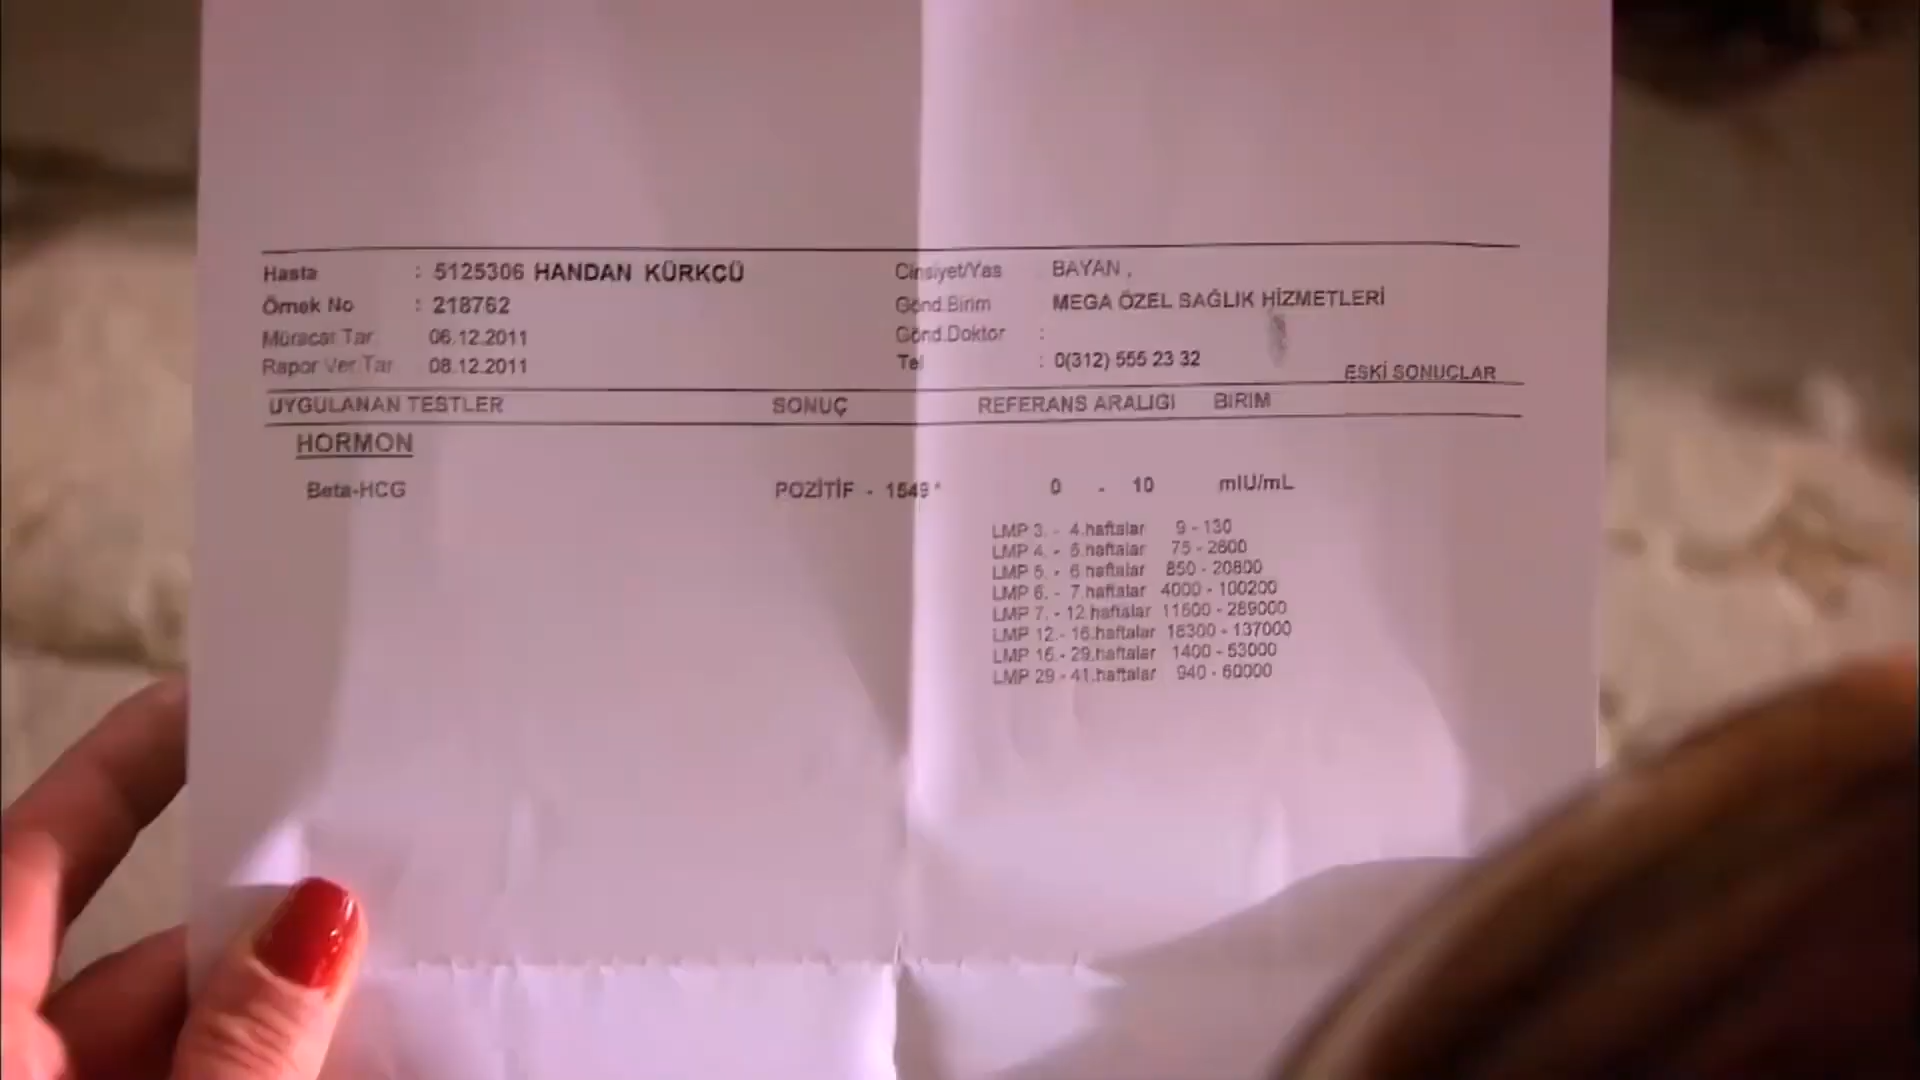 Hasta : 5125306 HANDAN KÜRKCÜ Cinsiyet/Yas BAYAN ,
Örnek No : 218762 Gönd.Birim MEGA ÖZEL SAĞLIK HİZMETLERİ
Müracat Tar. 06.12.2011 Gönd.Doktor :
Rapor Ver.Tar. 08.12.2011 Tel : 0(312) 555 23 32
ESKİ SONUCLAR
UYGULANAN TESTLER SONUÇ REFERANS ARALIGI BIRIM
HORMON
Beta-HCG POZİTİF - 1549 * 0 - 10 mIU/mL
LMP 3. - 4.haftalar 9 - 130
LMP 4. - 5.haftalar 75 - 2600
LMP 5. - 6.haftalar 850 - 20800
LMP 6. - 7.haftalar 4000 - 100200
LMP 7. - 12.haftalar 11500 - 289000
LMP 12.- 16.haftalar 18300 - 137000
LMP 16.- 29.haftalar 1400 - 53000
LMP 29 - 41.haftalar 940 - 60000